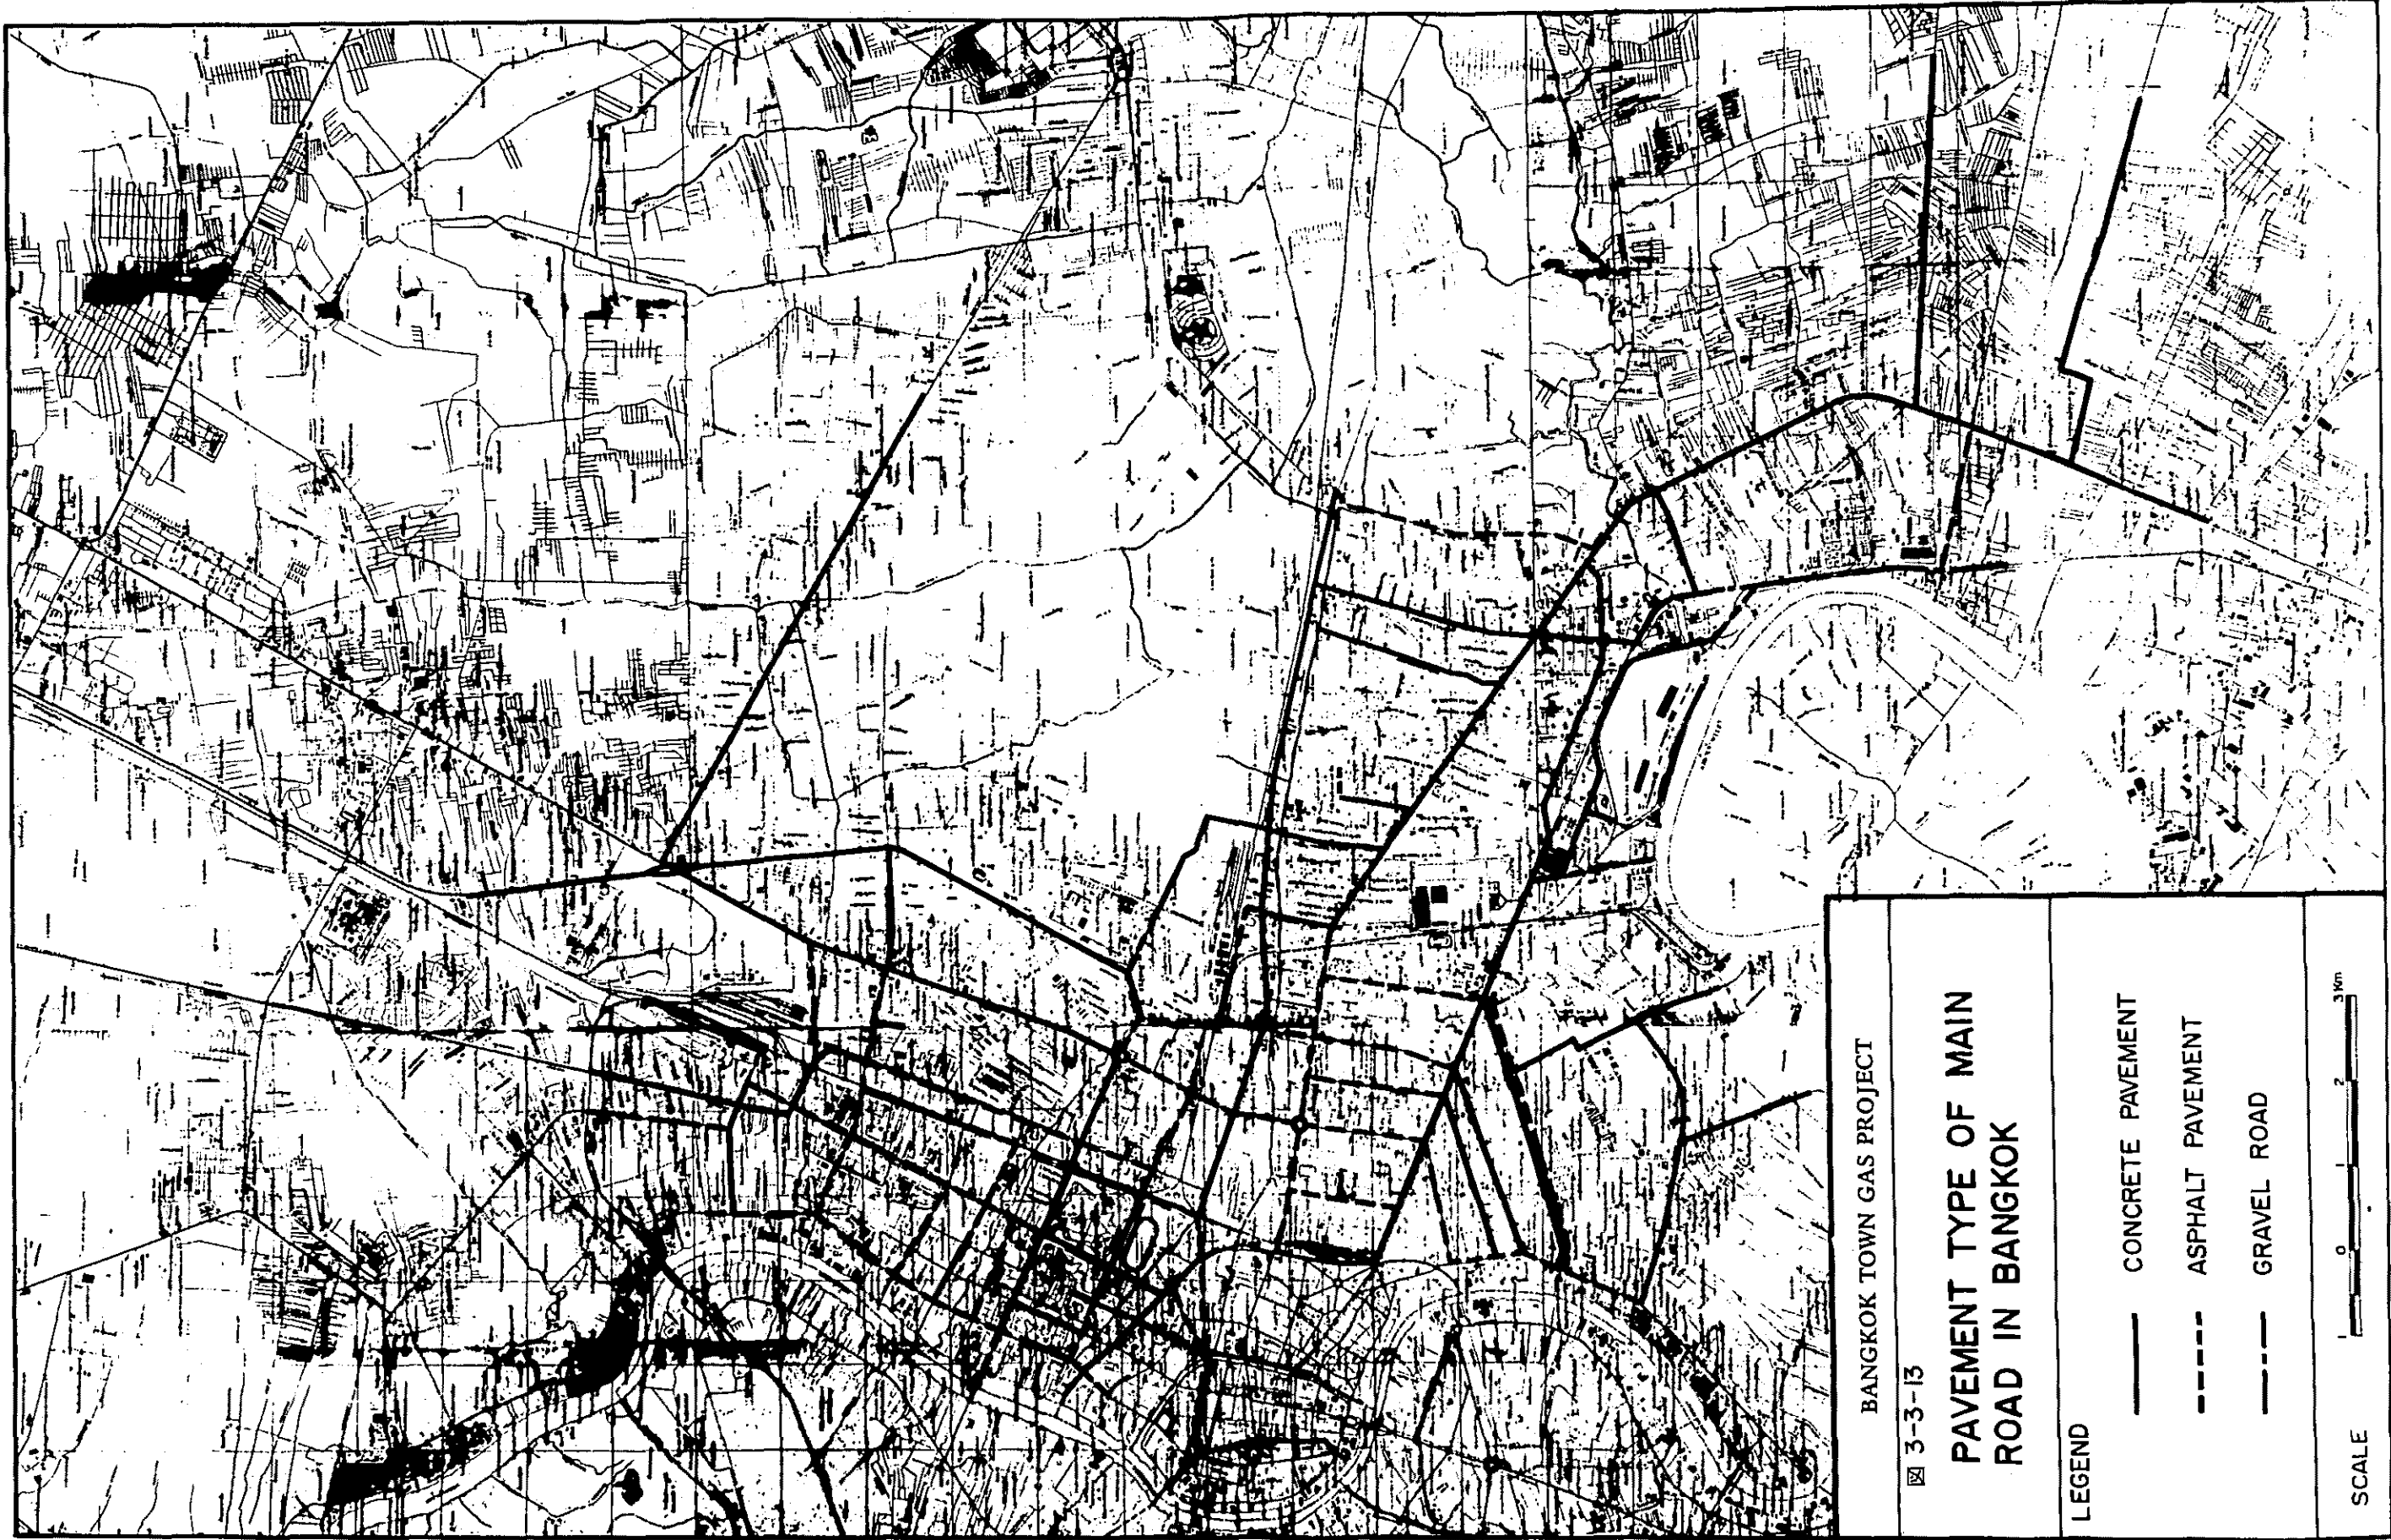 BANGKOK TOWN GAS PROJECT
図 3-3-13
PAVEMENT TYPE OF MAIN
ROAD IN BANGKOK
LEGEND
CONCRETE PAVEMENT
ASPHALT PAVEMENT
GRAVEL ROAD
SCALE
1 0 1 2 3Km